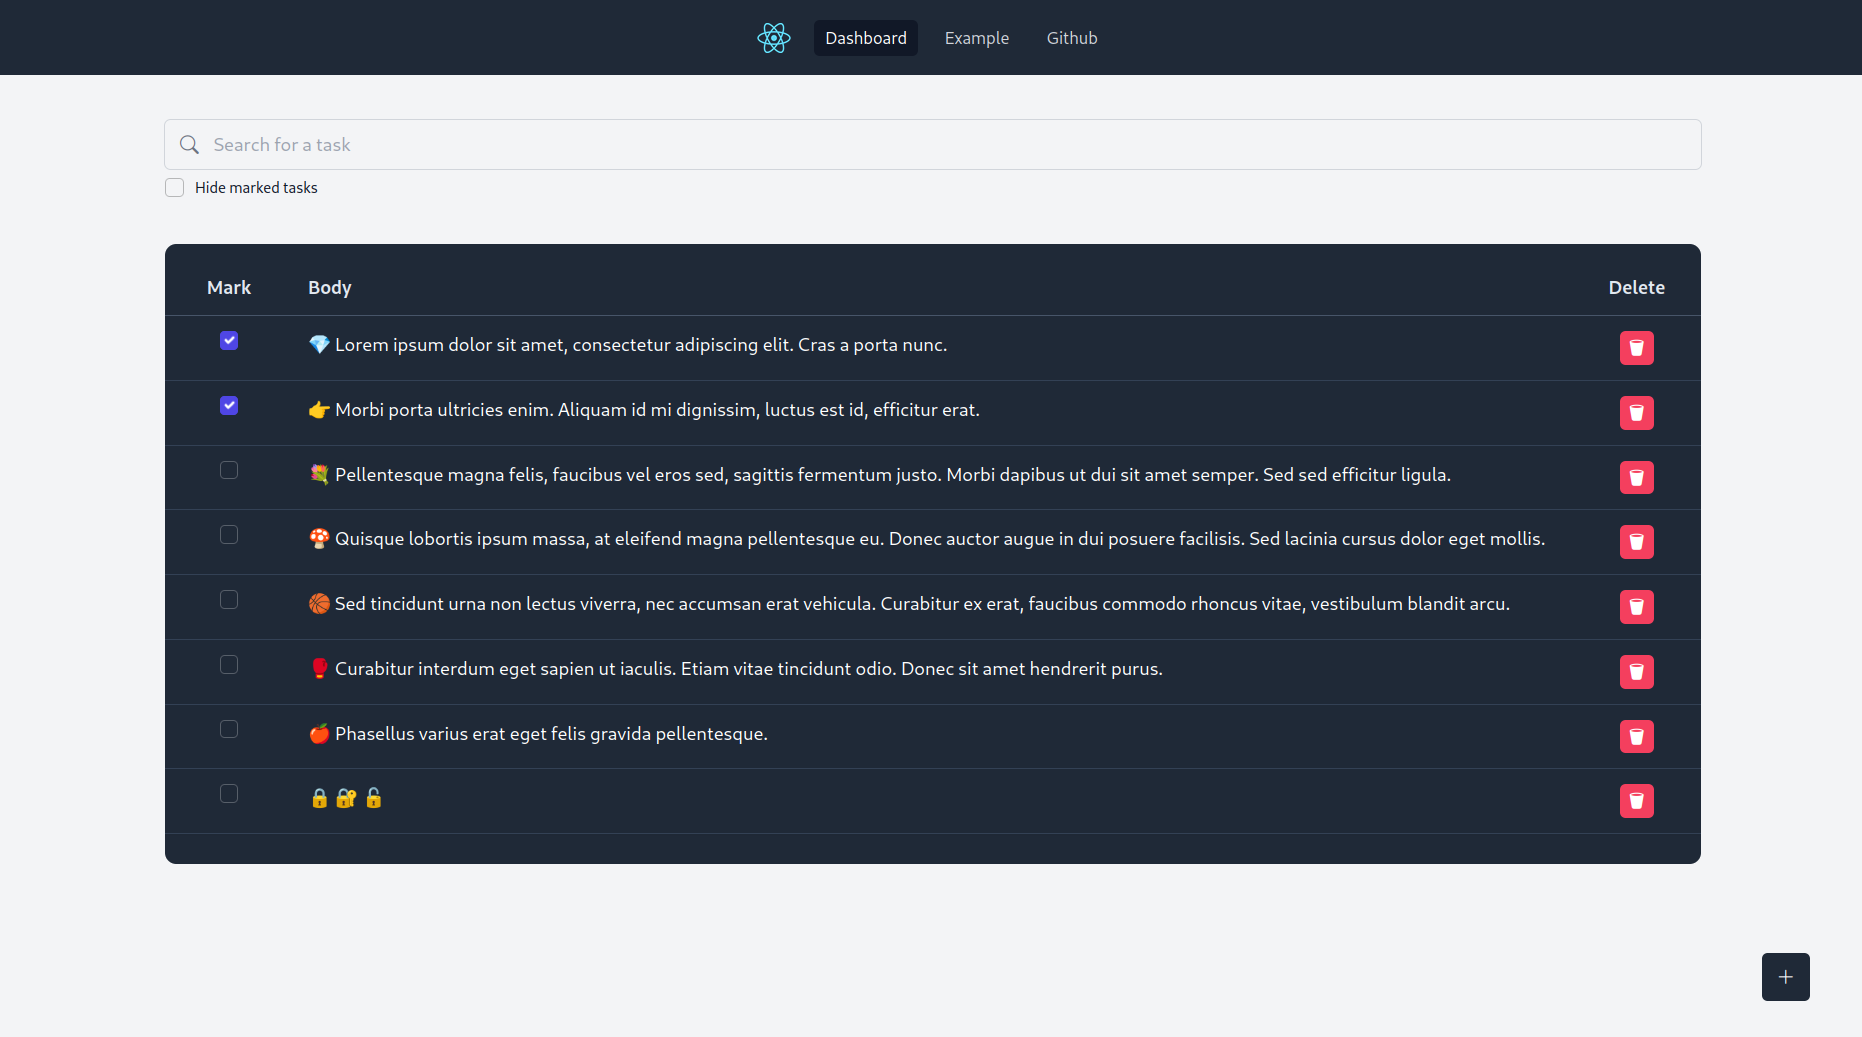 Dashboard Example Github
Search for a task
Hide marked tasks
Mark Body Delete
💎 Lorem ipsum dolor sit amet, consectetur adipiscing elit. Cras a porta nunc.
👉 Morbi porta ultricies enim. Aliquam id mi dignissim, luctus est id, efficitur erat.
💐 Pellentesque magna felis, faucibus vel eros sed, sagittis fermentum justo. Morbi dapibus ut dui sit amet semper. Sed sed efficitur ligula.
🍄 Quisque lobortis ipsum massa, at eleifend magna pellentesque eu. Donec auctor augue in dui posuere facilisis. Sed lacinia cursus dolor eget mollis.
🏀 Sed tincidunt urna non lectus viverra, nec accumsan erat vehicula. Curabitur ex erat, faucibus commodo rhoncus vitae, vestibulum blandit arcu.
🥊 Curabitur interdum eget sapien ut iaculis. Etiam vitae tincidunt odio. Donec sit amet hendrerit purus.
🍎 Phasellus varius erat eget felis gravida pellentesque.
🔒 🔐 🔓
+